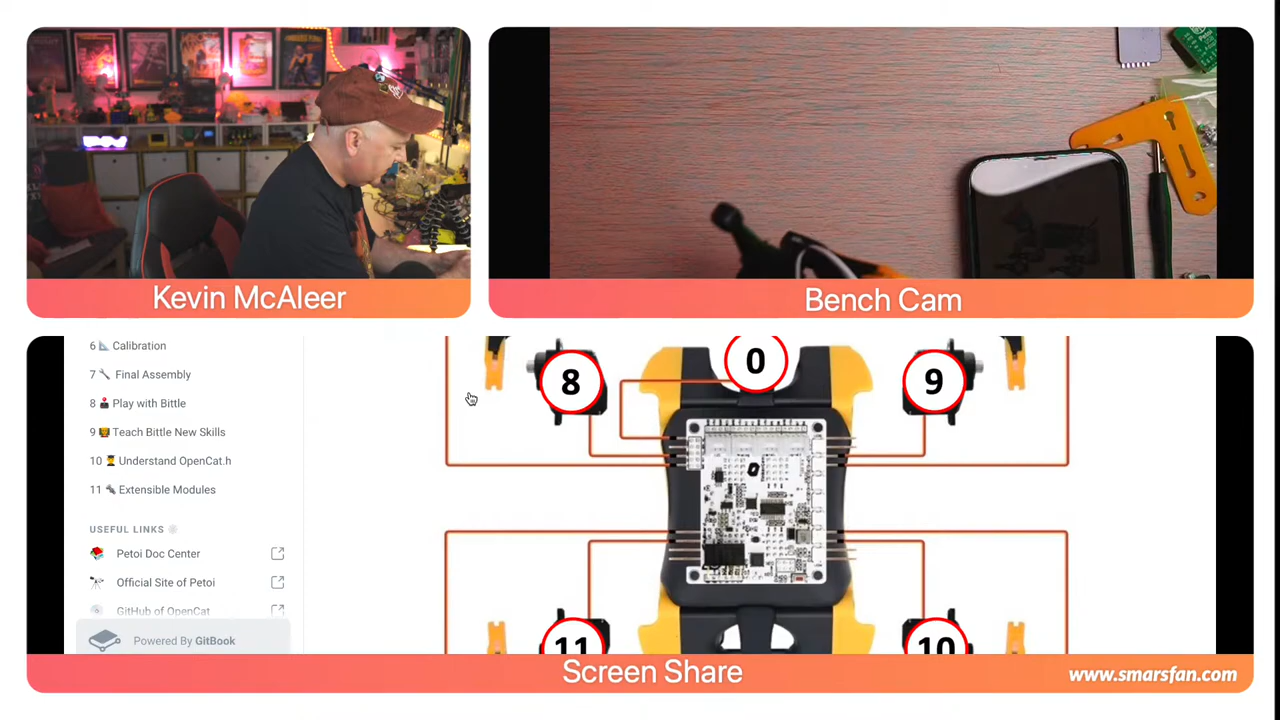 Kevin McAleer
Bench Cam
6 Calibration
7 Final Assembly
8 Play with Bittle
9 Teach Bittle New Skills
10 Understand OpenCat.h
11 Extensible Modules
USEFUL LINKS
Petoi Doc Center
Official Site of Petoi
GitHub of OpenCat
Powered By GitBook
0
8
9
11
10
Screen Share
www.smarsfan.com